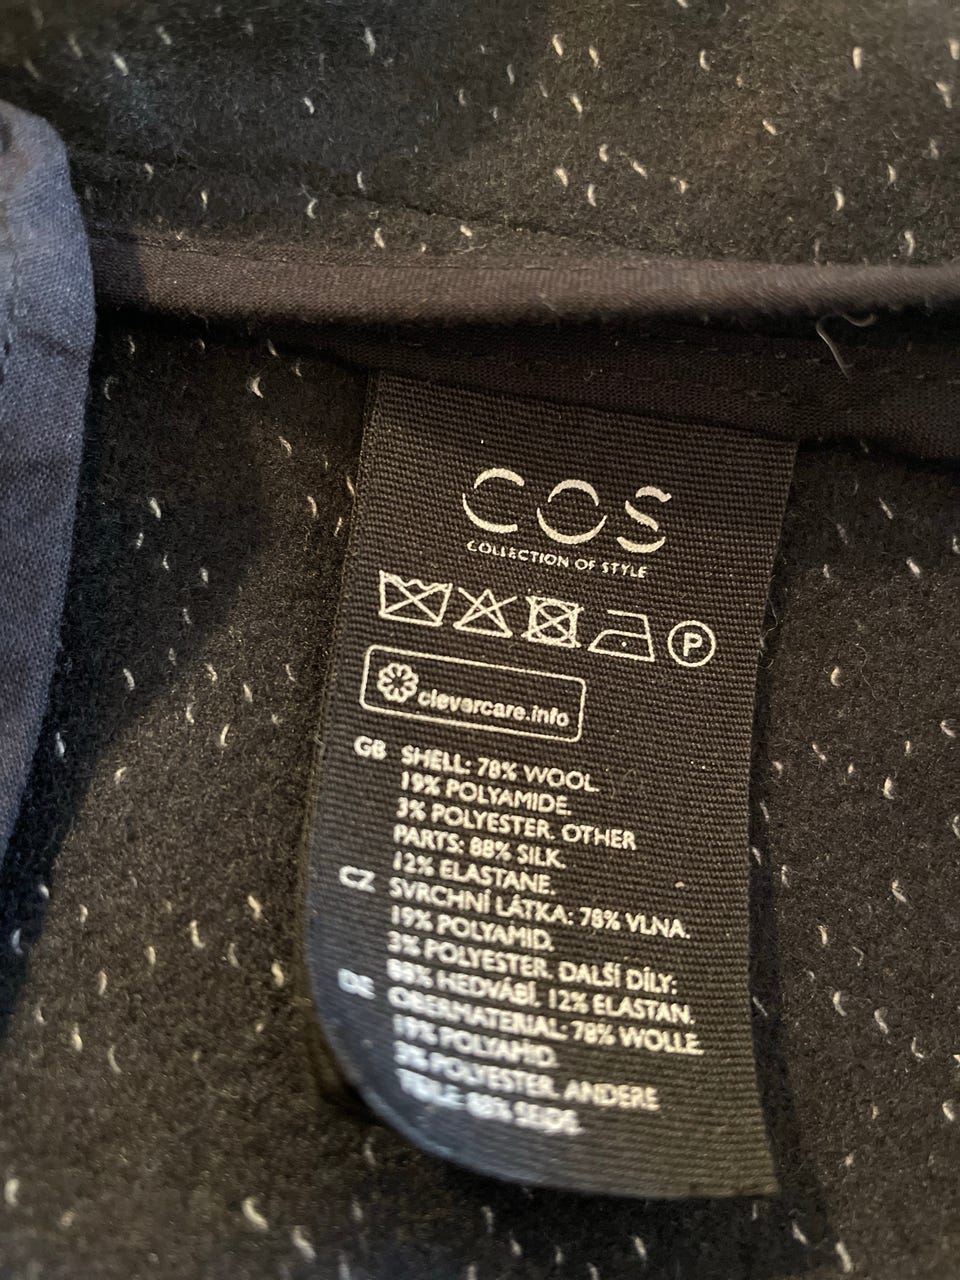 COS
COLLECTION OF STYLE
P
clevercare.info
GB SHELL: 78% WOOL.
19% POLYAMIDE.
3% POLYESTER. OTHER
PARTS: 88% SILK.
12% ELASTANE.
CZ SVRCHNÍ LÁTKA: 78% VLNA.
19% POLYAMID.
3% POLYESTER. DALŠÍ DÍLY:
88% HEDVÁBÍ. 12% ELASTAN.
DE OBERMATERIAL: 78% WOLLE.
19% POLYAMID.
3% POLYESTER. ANDERE
TEILE: 88% SEIDE.